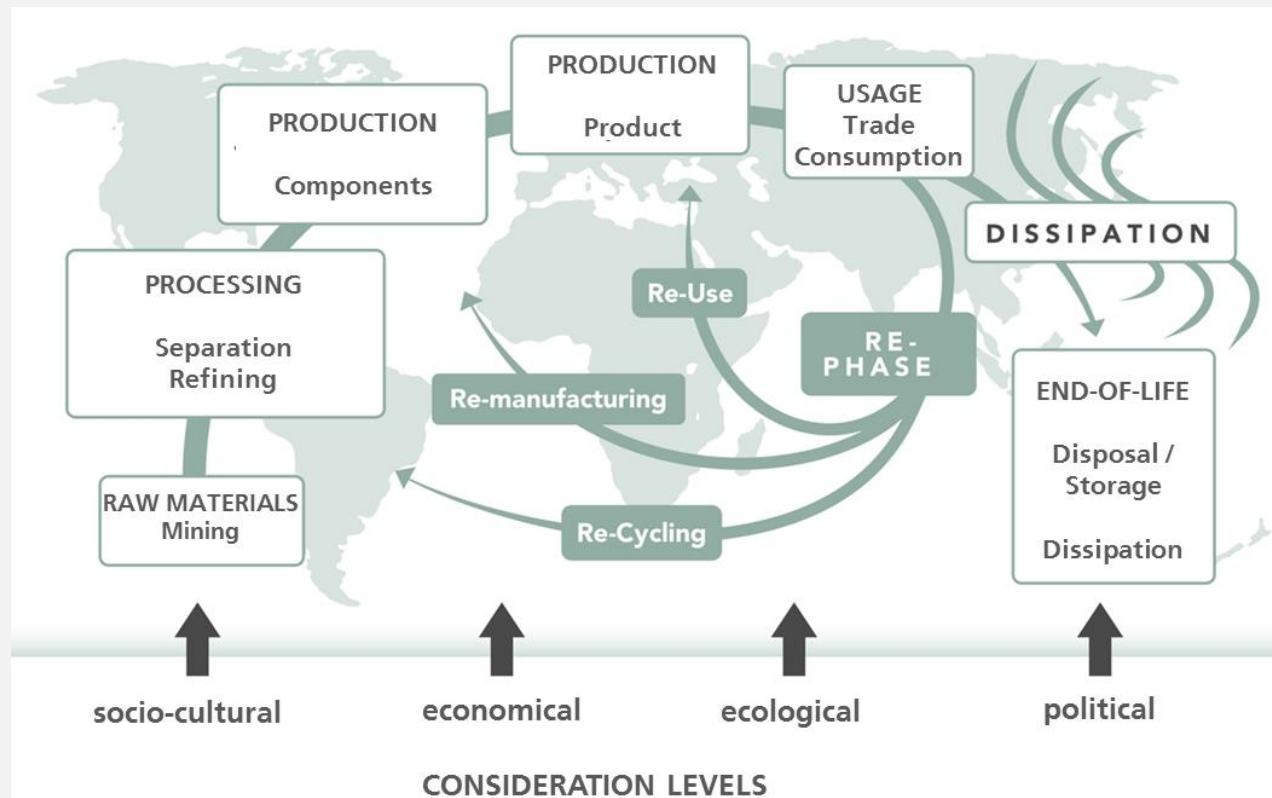 PRODUCTION
Product
USAGE
Trade
Consumption
PRODUCTION
Components
DISSIPATION
PROCESSING
Separation
Refining
Re-Use
RE-
PHASE
Re-manufacturing
END-OF-LIFE
Disposal /
Storage
Dissipation
RAW MATERIALS
Mining
Re-Cycling
socio-cultural
economical
ecological
political
CONSIDERATION LEVELS